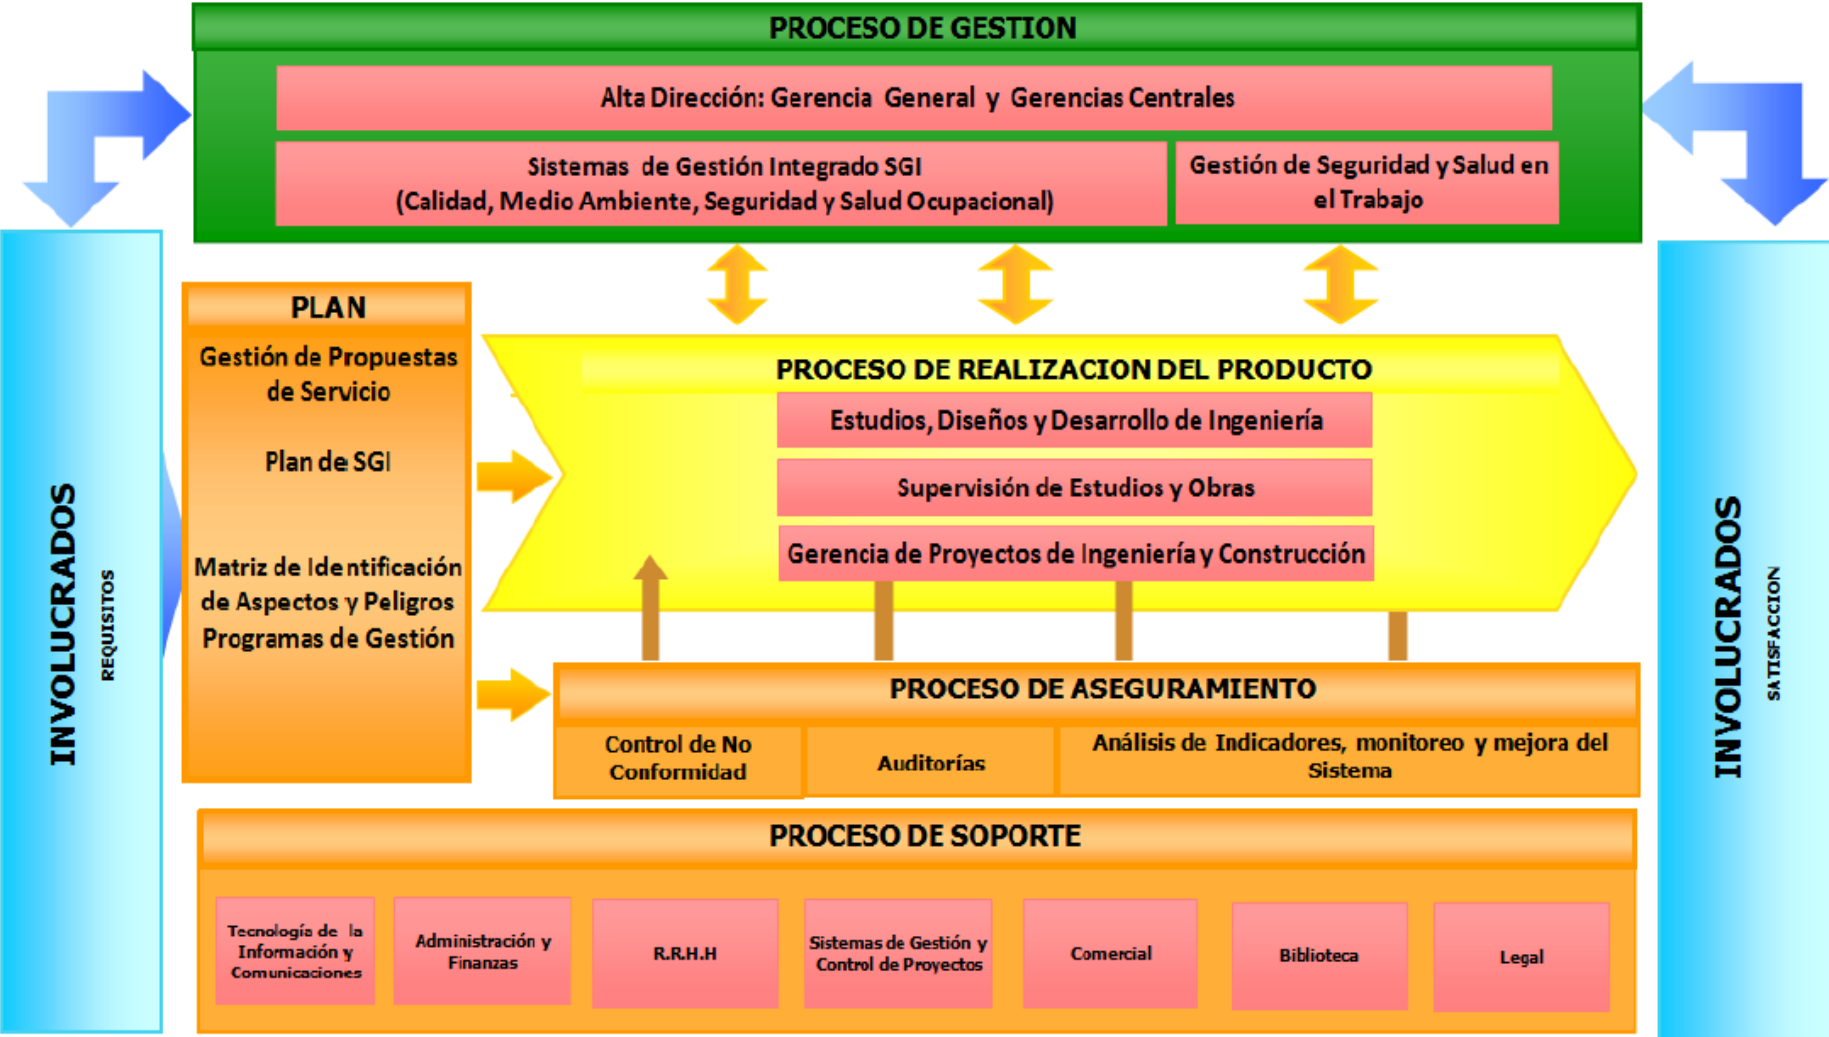 PROCESO DE GESTION
Alta Dirección: Gerencia General y Gerencias Centrales
Sistemas de Gestión Integrado SGI
(Calidad, Medio Ambiente, Seguridad y Salud Ocupacional)
Gestión de Seguridad y Salud en
el Trabajo
INVOLUCRADOS
REQUISITOS
PLAN
Gestión de Propuestas
de Servicio
Plan de SGI
Matriz de Identificación
de Aspectos y Peligros
Programas de Gestión
PROCESO DE REALIZACION DEL PRODUCTO
Estudios, Diseños y Desarrollo de Ingeniería
Supervisión de Estudios y Obras
Gerencia de Proyectos de Ingeniería y Construcción
PROCESO DE ASEGURAMIENTO
Control de No
Conformidad
Auditorías
Análisis de Indicadores, monitoreo y mejora del
Sistema
INVOLUCRADOS
SATISFACCION
PROCESO DE SOPORTE
Tecnología de la
Información y
Comunicaciones
Administración y
Finanzas
R.R.H.H
Sistemas de Gestión y
Control de Proyectos
Comercial
Biblioteca
Legal